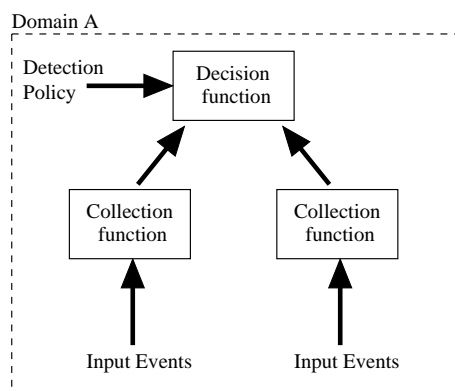 Domain A
Detection
Policy
Decision
function
Collection
function
Collection
function
Input Events
Input Events